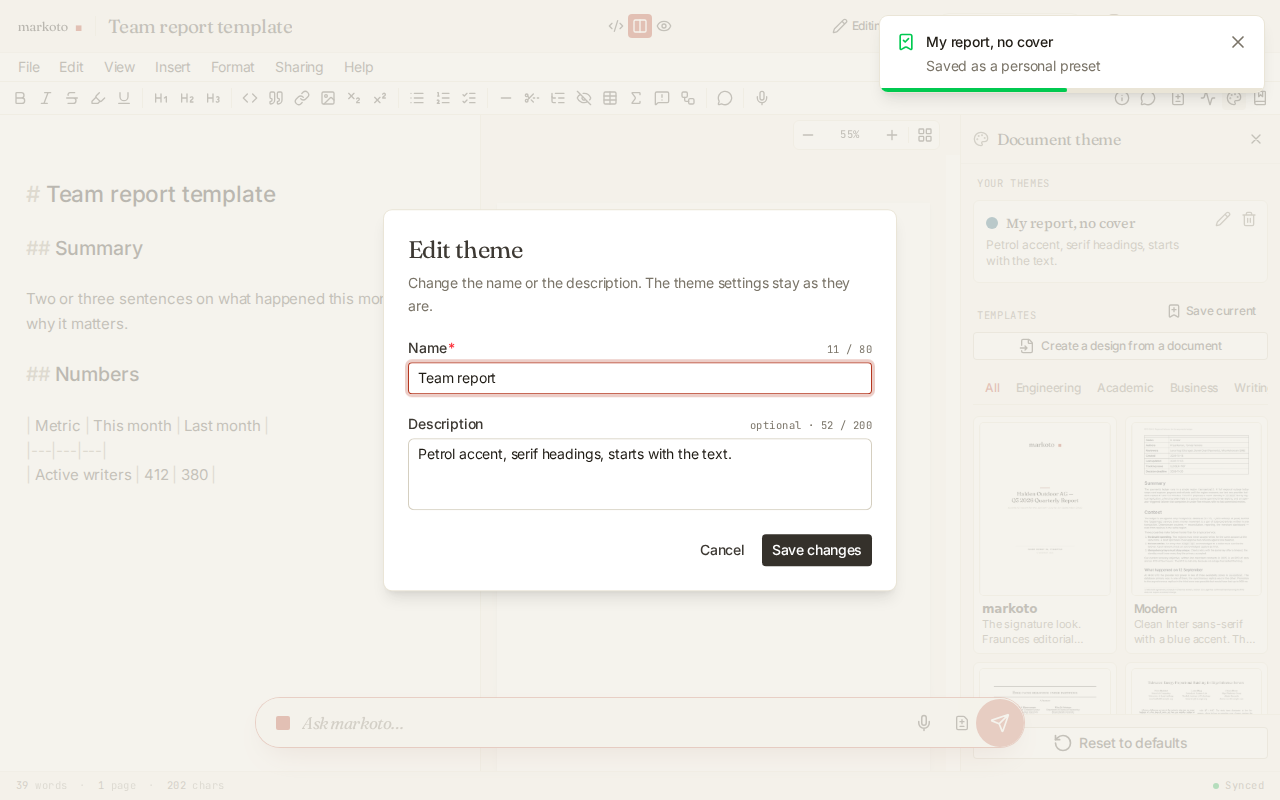 markoto
Team report template
My report, no cover
Saved as a personal preset
File Edit View Insert Format Sharing Help
H1 H2 H3
55%
Document theme
# Team report template
## Summary
Two or three sentences on what happened this
why it matters.
## Numbers
| Metric | This month | Last month |
|---|---|---|
| Active writers | 412 | 380 |
Edit theme
Change the name or the description. The theme settings stay as they
are.
Name*
11 / 80
Team report
Description
optional · 52 / 200
Petrol accent, serif headings, starts with the text.
Cancel
Save changes
YOUR THEMES
My report, no cover
Petrol accent, serif headings, starts
with the text.
TEMPLATES
Save current
Create a design from a document
All Engineering Academic Business
markoto
Summary
markoto
The signature look.
Fraunces editorial...
Modern
Clean Inter sans-serif
with a blue accent. Th...
Reset to defaults
Ask markoto...
39 words · 1 page · 202 chars
Synced